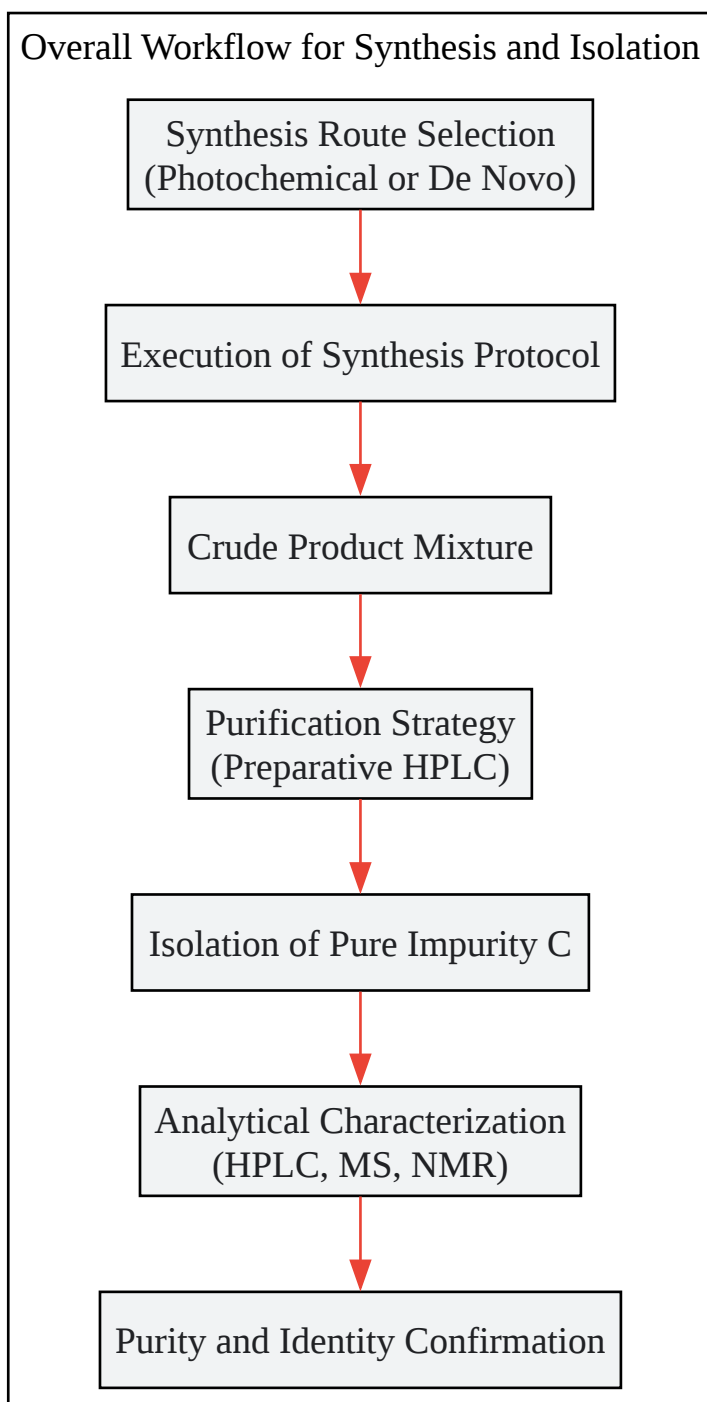 Overall Workflow for Synthesis and Isolation
Synthesis Route Selection
(Photochemical or De Novo)
Execution of Synthesis Protocol
Crude Product Mixture
Purification Strategy
(Preparative HPLC)
Isolation of Pure Impurity C
Analytical Characterization
(HPLC, MS, NMR)
Purity and Identity Confirmation